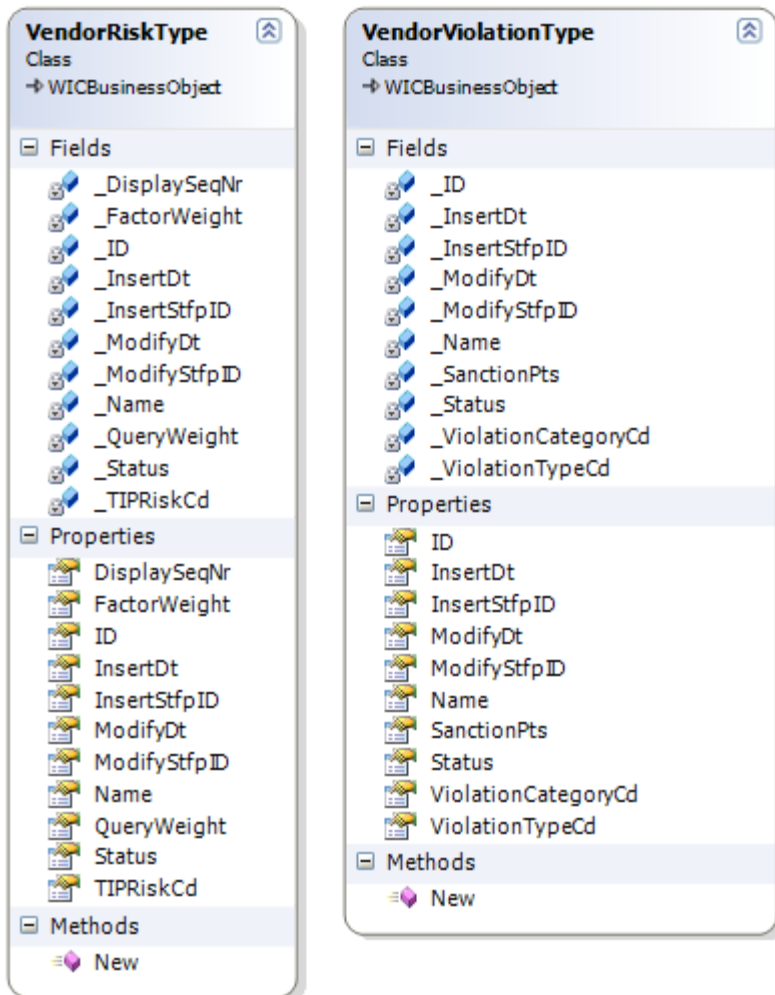 VendorRiskType
Class
WICBusinessObject
Fields
_DisplaySeqNr
_FactorWeight
_ID
_InsertDt
_InsertStfpID
_ModifyDt
_ModifyStfpID
_Name
_QueryWeight
_Status
_TIPRiskCd
Properties
DisplaySeqNr
FactorWeight
ID
InsertDt
InsertStfpID
ModifyDt
ModifyStfpID
Name
QueryWeight
Status
TIPRiskCd
Methods
New
VendorViolationType
Class
WICBusinessObject
Fields
_ID
_InsertDt
_InsertStfpID
_ModifyDt
_ModifyStfpID
_Name
_SanctionPts
_Status
_ViolationCategoryCd
_ViolationTypeCd
Properties
ID
InsertDt
InsertStfpID
ModifyDt
ModifyStfpID
Name
SanctionPts
Status
ViolationCategoryCd
ViolationTypeCd
Methods
New